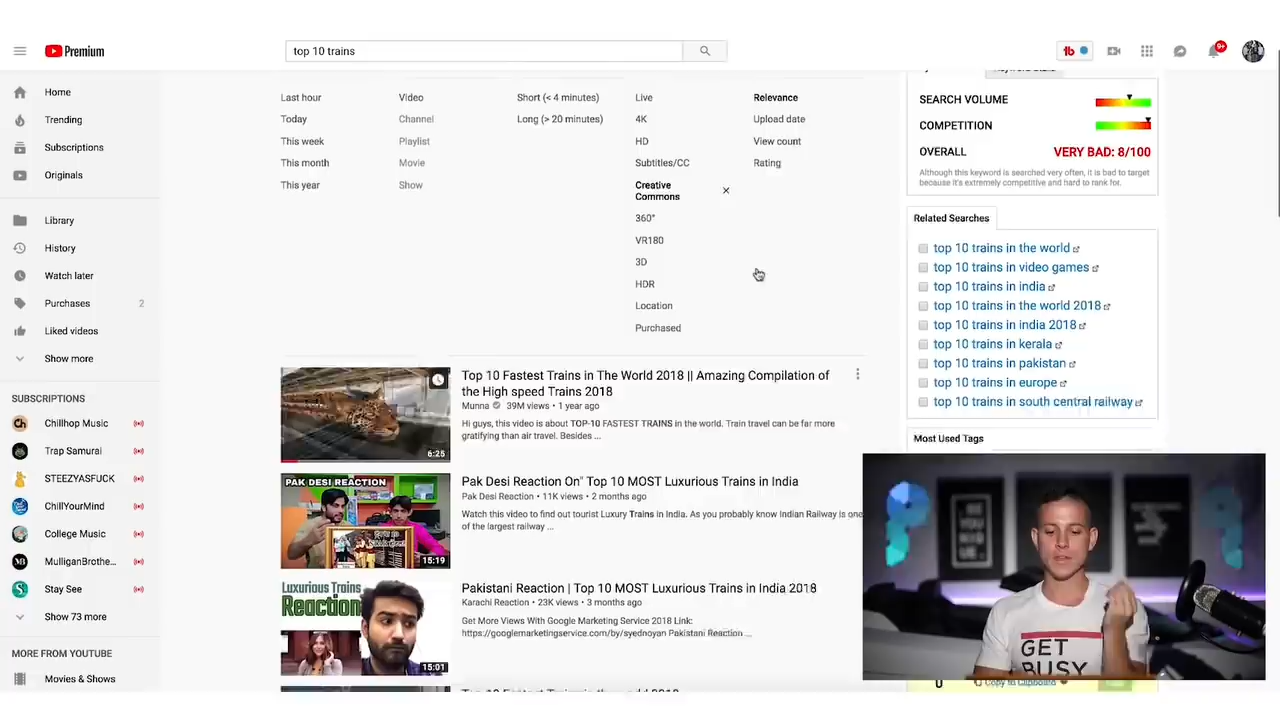 Premium
top 10 trains
tb
9+
Home
Trending
Subscriptions
Originals
Library
History
Watch later
Purchases 2
Liked videos
Show more
SUBSCRIPTIONS
Chillhop Music
Trap Samurai
STEEZYASFUCK
ChillYourMind
College Music
MulliganBrothe...
Stay See
Show 73 more
MORE FROM YOUTUBE
Movies & Shows
Last hour
Today
This week
This month
This year
Video
Channel
Playlist
Movie
Show
Short (< 4 minutes)
Long (> 20 minutes)
Live
4K
HD
Subtitles/CC
Creative
Commons
360°
VR180
3D
HDR
Location
Purchased
Relevance
Upload date
View count
Rating
Top 10 Fastest Trains in The World 2018 || Amazing Compilation of
the High speed Trains 2018
Munna 39M views • 1 year ago
Hi guys, this video is about TOP-10 FASTEST TRAINS in the world. Train travel can be far more
gratifying than air travel. Besides ...
6:25
PAK DESI REACTION
15:19
Pak Desi Reaction On" Top 10 MOST Luxurious Trains in India
Pak Desi Reaction • 11K views • 2 months ago
Watch this video to find out tourist Luxury Trains in India. As you probably know Indian Railway is one
of the largest railway ...
Luxurious Trains
Reaction
15:01
Pakistani Reaction | Top 10 MOST Luxurious Trains in India 2018
Karachi Reaction • 23K views • 3 months ago
Get More Views With Google Marketing Service 2018 Link:
https://googlemarketingservice.com/by/syednoyan Pakistani Reaction ...
SEARCH VOLUME
COMPETITION
OVERALL VERY BAD: 8/100
Although this keyword is searched very often, it is bad to target
because it's extremely competitive and hard to rank for.
Related Searches
top 10 trains in the world
top 10 trains in video games
top 10 trains in india
top 10 trains in the world 2018
top 10 trains in india 2018
top 10 trains in kerala
top 10 trains in pakistan
top 10 trains in europe
top 10 trains in south central railway
Most Used Tags
GET
BUSY
Copy to Clipboard